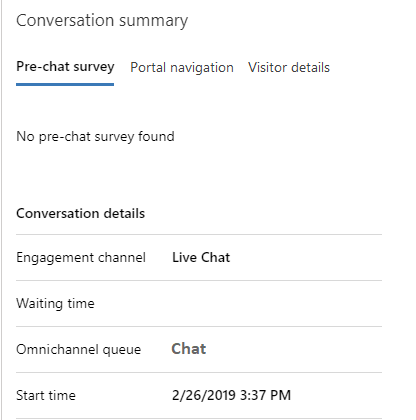 Conversation summary
Pre-chat survey Portal navigation Visitor details
No pre-chat survey found
Conversation details
Engagement channel Live Chat
Waiting time
Omnichannel queue Chat
Start time 2/26/2019 3:37 PM